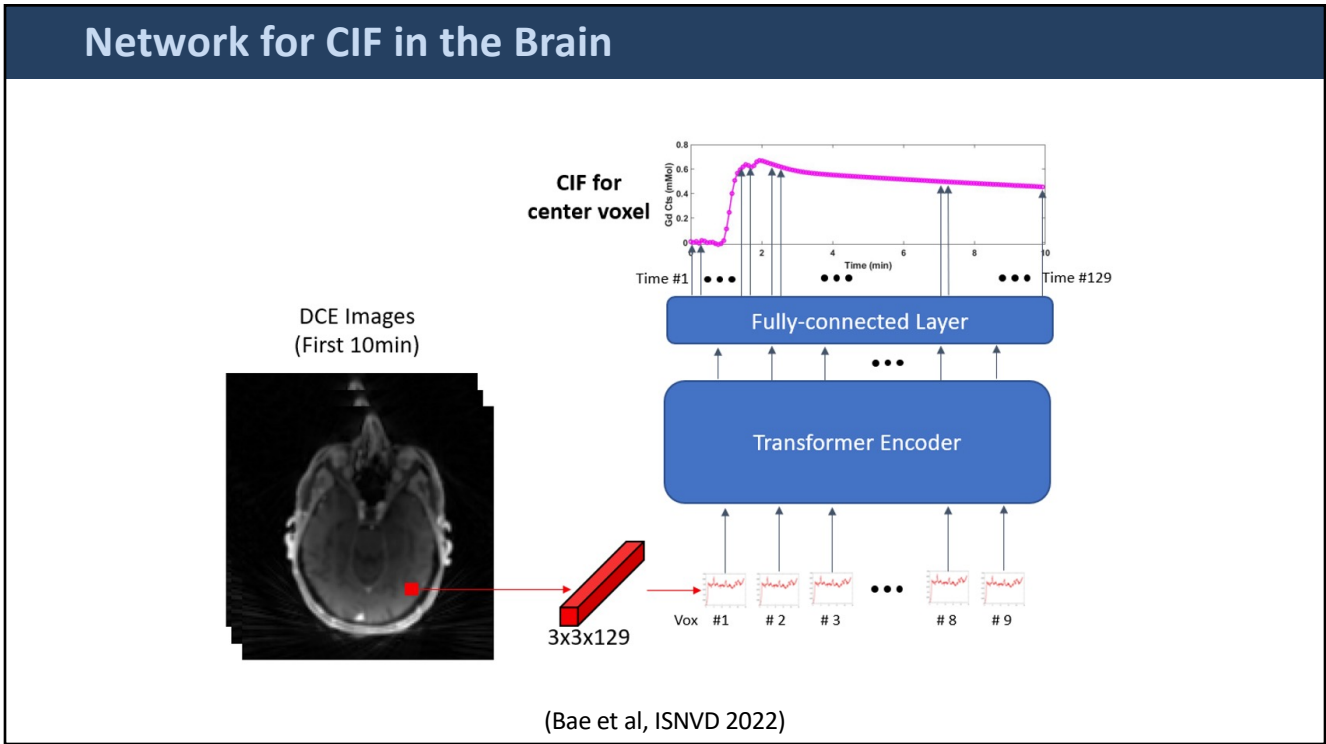 Network for CIF in the Brain
CIF for
center voxel
0.8
0.6
0.4
0.2
0
Gd Cts (mMol)
0 2 4 6 8 10
Time (min)
Time #1
Time #129
Fully-connected Layer
Transformer Encoder
DCE Images
(First 10min)
3x3x129
Vox #1 # 2 # 3 # 8 # 9
(Bae et al, ISNVD 2022)